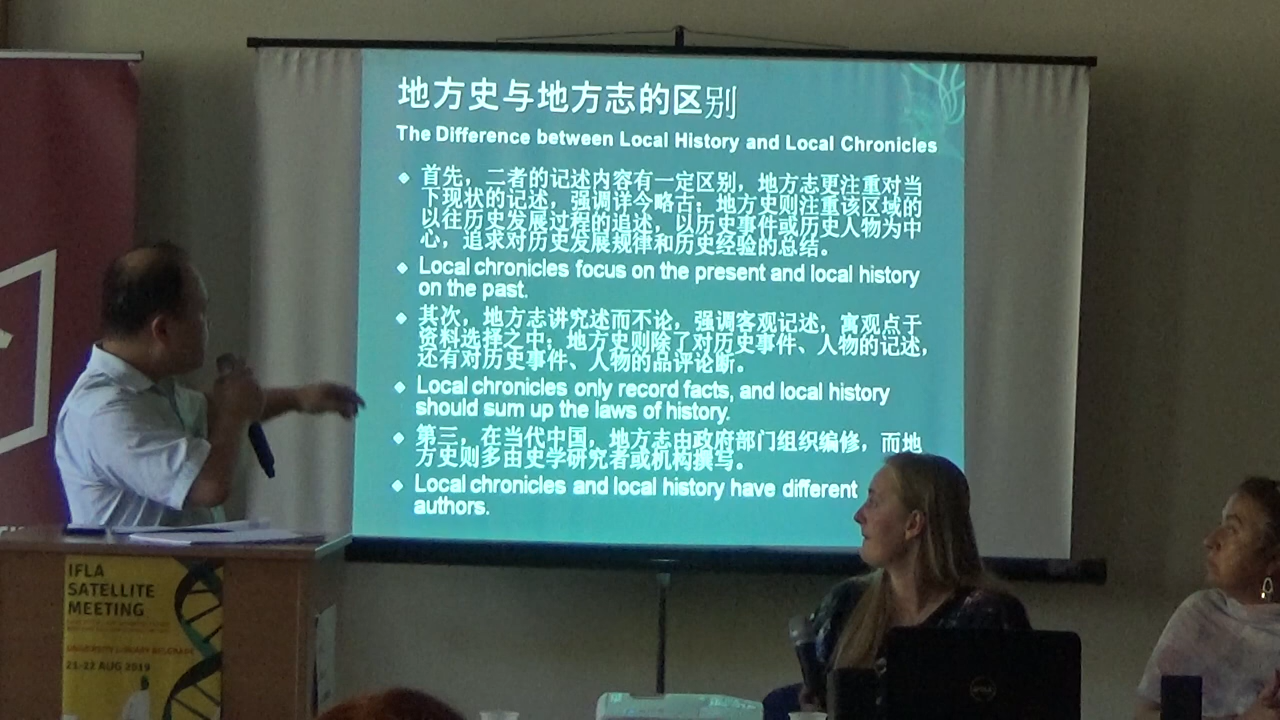 地方史与地方志的区别
The Difference between Local History and Local Chronicles
首先，二者的记述内容有一定区别，地方志更注重对当
下现状的记述，强调详今略古；地方史则注重该区域的
以往历史发展过程的追述，以历史事件或历史人物为中
心，追求对历史发展规律和历史经验的总结。
Local chronicles focus on the present and local history
on the past.
其次，地方志讲究述而不论，强调客观记述，寓观点于
资料选择之中；地方史则除了对历史事件、人物的记述，
还有对历史事件、人物的品评论断。
Local chronicles only record facts, and local history
should sum up the laws of history.
第三，在当代中国，地方志由政府部门组织编修，而地
方史则多由史学研究者或机构撰写。
Local chronicles and local history have different
authors.
IFLA
SATELLITE
MEETING
UNIVERSITY LIBRARY BELGRADE
21-22 AUG 2019
DELL